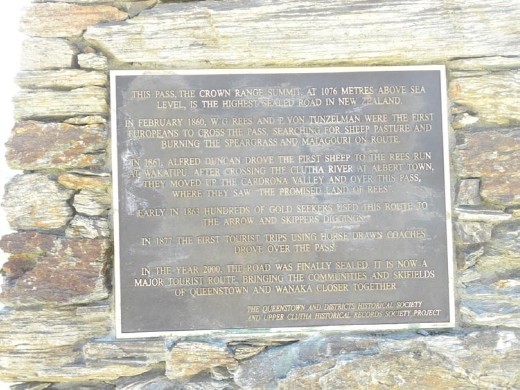 THIS PASS, THE CROWN RANGE SUMMIT, AT 1076 METRES ABOVE SEA
LEVEL, IS THE HIGHEST SEALED ROAD IN NEW ZEALAND.
IN FEBRUARY 1860, W.G REES AND P. VON TUNZELMAN WERE THE FIRST
EUROPEANS TO CROSS THE PASS, SEARCHING FOR SHEEP PASTURE AND
BURNING THE SPEARGRASS AND MATAGOURI ON ROUTE.
IN 1861, ALFRED DUNCAN DROVE THE FIRST SHEEP TO THE REES RUN
AT WAKATIPU. AFTER CROSSING THE CLUTHA RIVER AT ALBERT TOWN,
THEY MOVED UP THE CARDRONA VALLEY AND OVER THIS PASS,
WHERE THEY SAW "THE PROMISED LAND OF REES"
EARLY IN 1863 HUNDREDS OF GOLD SEEKERS USED THIS ROUTE TO
THE ARROW AND SKIPPERS DIGGINGS.
IN 1877 THE FIRST TOURIST TRIPS USING HORSE DRAWN COACHES
DROVE OVER THE PASS.
IN THE YEAR 2000, THE ROAD WAS FINALLY SEALED. IT IS NOW A
MAJOR TOURIST ROUTE, BRINGING THE COMMUNITIES AND SKIFIELDS
OF QUEENSTOWN AND WANAKA CLOSER TOGETHER.
THE QUEENSTOWN AND DISTRICTS HISTORICAL SOCIETY
AND UPPER CLUTHA HISTORICAL RECORDS SOCIETY PROJECT